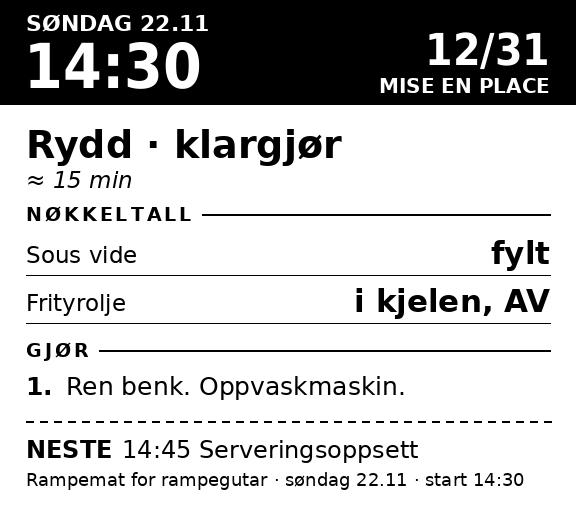 SØNDAG 22.11
14:30
12/31
MISE EN PLACE
Rydd · klargjør
≈ 15 min
NØKKELTALL
Sous vide fylt
Frityrolje i kjelen, AV
GJØR
1. Ren benk. Oppvaskmaskin.
NESTE 14:45 Serveringsoppsett
Rampemat for rampegutar · søndag 22.11 · start 14:30